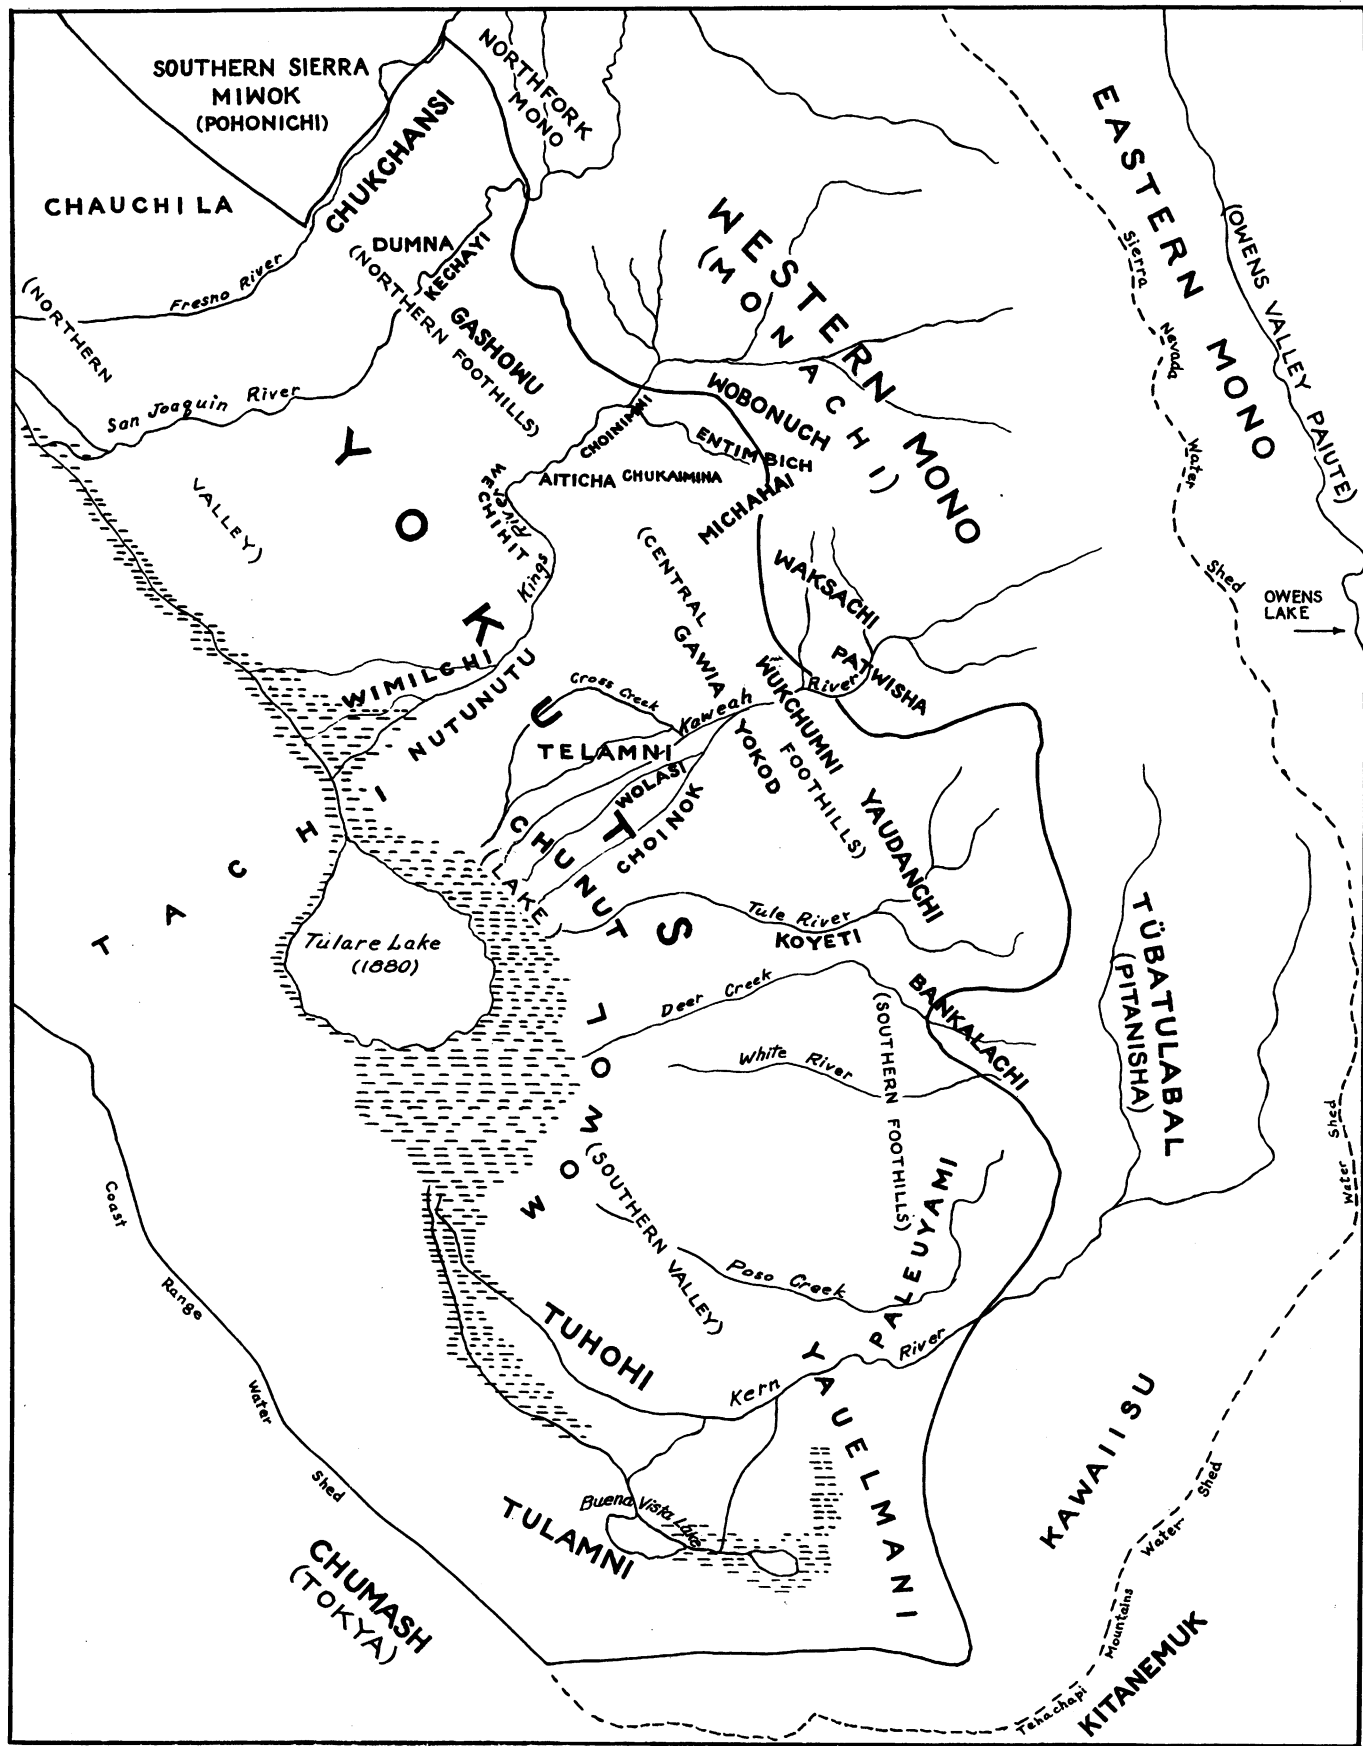 SOUTHERN SIERRA
MIWOK
(POHONICHI)
NORTHFORK
MONO
CHUKCHANSI
CHAUCHILA
EASTERN MONO
(OWENS VALLEY PAIUTE)
WESTERN MONO
(MONACHI)
DUMNA
KECHAYI
(NORTHERN FOOTHILLS)
GASHOWU
Fresno River
(NORTHERN
VALLEY)
San Joaquin River
Sierra
Nevada
Water
Shed
YOKUTS
WOBONUCH
ENTIMBICH
CHOINIMNI
AITICHA
CHUKAIMINA
MICHAHAI
WECHIHIT
Kings River
(CENTRAL
FOOTHILLS)
GAWIA
WAKSACHI
PATWISHA
WUKCHUMNI
OWENS
LAKE
WIMILCHI
NUTUNUTU
Cross Creek
Kaweah River
TELAMNI
WOLASI
CHOINOK
YOKOD
YAUDANCHI
CHUNUT
(LAKE)
TACHI
Tulare Lake
(1880)
Tule River
KOYETI
TÜBATULABAL
(PITANISHA)
Deer Creek
BANKALACHI
(SOUTHERN FOOTHILLS)
White River
WOWOL
(SOUTHERN VALLEY)
PALEUYAMI
Poso Creek
TUHOHI
Kern River
YAUELMANI
Water
Shed
Coast
Range
Water
Shed
Buena Vista Lake
TULAMNI
CHUMASH
(TOKYA)
KAWAIISU
Tehachapi
Mountains
Water
Shed
KITANEMUK